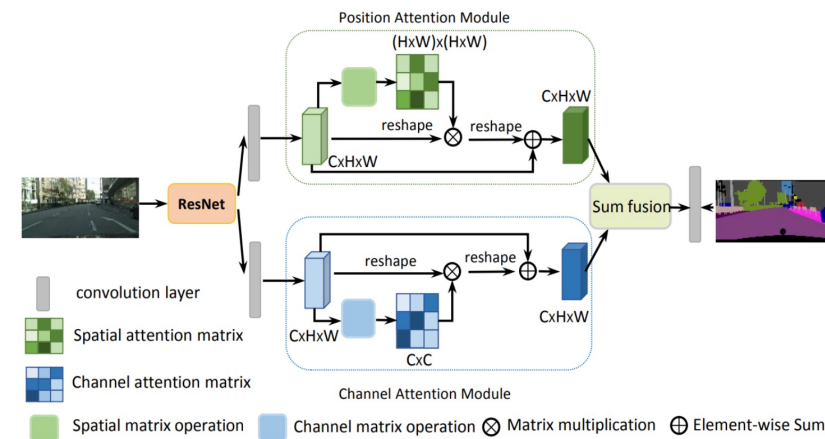 Position Attention Module
(HxW)x(HxW)
CxHxW
reshape
reshape
CxHxW
ResNet
Sum fusion
reshape
reshape
CxHxW
CxHxW
CxC
convolution layer
Spatial attention matrix
Channel attention matrix
Channel Attention Module
Spatial matrix operation
Channel matrix operation
Matrix multiplication
Element-wise Sum